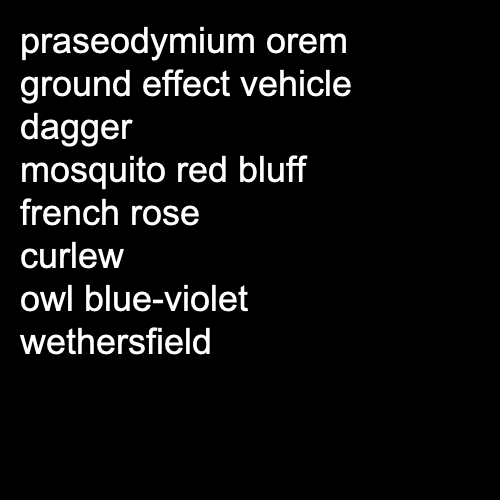 praseodymium orem
ground effect vehicle
dagger
mosquito red bluff
french rose
curlew
owl blue-violet
wethersfield